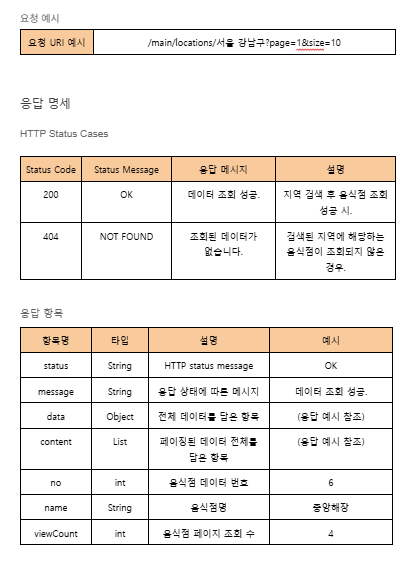 요청 예시
요청 URI 예시 /main/locations/서울 강남구?page=1&size=10
응답 명세
HTTP Status Cases
Status Code Status Message 응답 메시지 설명
200 OK 데이터 조회 성공. 지역 검색 후 음식점 조회
성공 시.
404 NOT FOUND 조회된 데이터가 검색된 지역에 해당하는
없습니다. 음식점이 조회되지 않은
경우.
응답 항목
항목명 타입 설명 예시
status String HTTP status message OK
message String 응답 상태에 따른 메시지 데이터 조회 성공.
data Object 전체 데이터를 담은 항목 (응답 예시 참조)
content List 페이징된 데이터 전체를 (응답 예시 참조)
담은 항목
no int 음식점 데이터 번호 6
name String 음식점명 중앙해장
viewCount int 음식점 페이지 조회 수 4